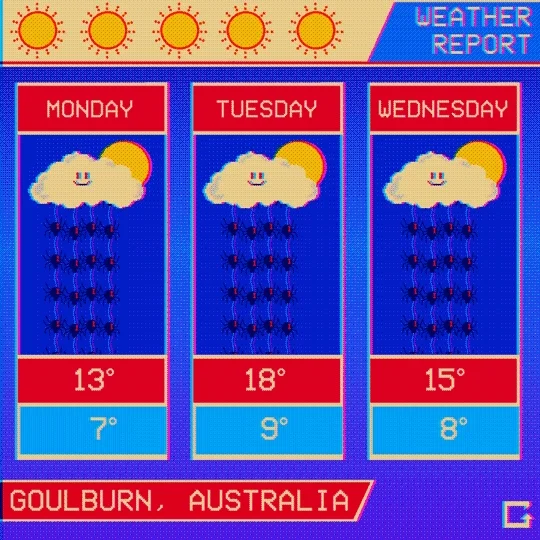 WEATHER
REPORT
MONDAY
TUESDAY
WEDNESDAY
13°
18°
15°
7°
9°
8°
GOULBURN, AUSTRALIA